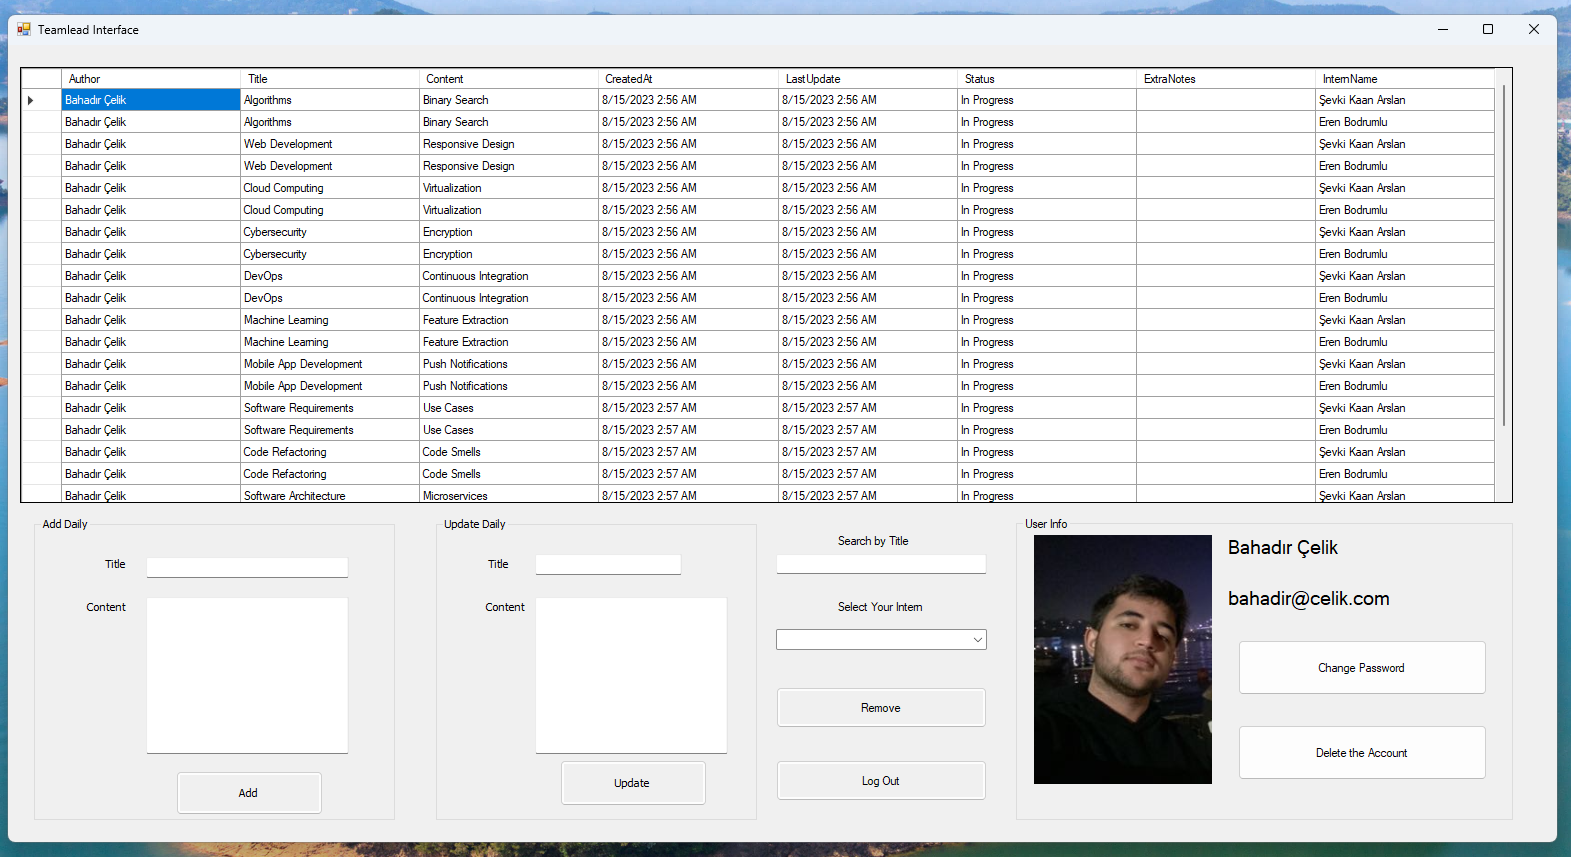 Teamlead Interface
Author Title Content CreatedAt LastUpdate Status ExtraNotes InternName
Bahadır Çelik Algorithms Binary Search 8/15/2023 2:56 AM 8/15/2023 2:56 AM In Progress Şevki Kaan Arslan
Bahadır Çelik Algorithms Binary Search 8/15/2023 2:56 AM 8/15/2023 2:56 AM In Progress Eren Bodrumlu
Bahadır Çelik Web Development Responsive Design 8/15/2023 2:56 AM 8/15/2023 2:56 AM In Progress Şevki Kaan Arslan
Bahadır Çelik Web Development Responsive Design 8/15/2023 2:56 AM 8/15/2023 2:56 AM In Progress Eren Bodrumlu
Bahadır Çelik Cloud Computing Virtualization 8/15/2023 2:56 AM 8/15/2023 2:56 AM In Progress Şevki Kaan Arslan
Bahadır Çelik Cloud Computing Virtualization 8/15/2023 2:56 AM 8/15/2023 2:56 AM In Progress Eren Bodrumlu
Bahadır Çelik Cybersecurity Encryption 8/15/2023 2:56 AM 8/15/2023 2:56 AM In Progress Şevki Kaan Arslan
Bahadır Çelik Cybersecurity Encryption 8/15/2023 2:56 AM 8/15/2023 2:56 AM In Progress Eren Bodrumlu
Bahadır Çelik DevOps Continuous Integration 8/15/2023 2:56 AM 8/15/2023 2:56 AM In Progress Şevki Kaan Arslan
Bahadır Çelik DevOps Continuous Integration 8/15/2023 2:56 AM 8/15/2023 2:56 AM In Progress Eren Bodrumlu
Bahadır Çelik Machine Learning Feature Extraction 8/15/2023 2:56 AM 8/15/2023 2:56 AM In Progress Şevki Kaan Arslan
Bahadır Çelik Machine Learning Feature Extraction 8/15/2023 2:56 AM 8/15/2023 2:56 AM In Progress Eren Bodrumlu
Bahadır Çelik Mobile App Development Push Notifications 8/15/2023 2:56 AM 8/15/2023 2:56 AM In Progress Şevki Kaan Arslan
Bahadır Çelik Mobile App Development Push Notifications 8/15/2023 2:56 AM 8/15/2023 2:56 AM In Progress Eren Bodrumlu
Bahadır Çelik Software Requirements Use Cases 8/15/2023 2:57 AM 8/15/2023 2:57 AM In Progress Şevki Kaan Arslan
Bahadır Çelik Software Requirements Use Cases 8/15/2023 2:57 AM 8/15/2023 2:57 AM In Progress Eren Bodrumlu
Bahadır Çelik Code Refactoring Code Smells 8/15/2023 2:57 AM 8/15/2023 2:57 AM In Progress Şevki Kaan Arslan
Bahadır Çelik Code Refactoring Code Smells 8/15/2023 2:57 AM 8/15/2023 2:57 AM In Progress Eren Bodrumlu
Bahadır Çelik Software Architecture Microservices 8/15/2023 2:57 AM 8/15/2023 2:57 AM In Progress Şevki Kaan Arslan
Add Daily
Title
Content
Add
Update Daily
Title
Content
Update
Search by Title
Select Your Intern
Remove
Log Out
User Info
Bahadır Çelik
bahadir@celik.com
Change Password
Delete the Account